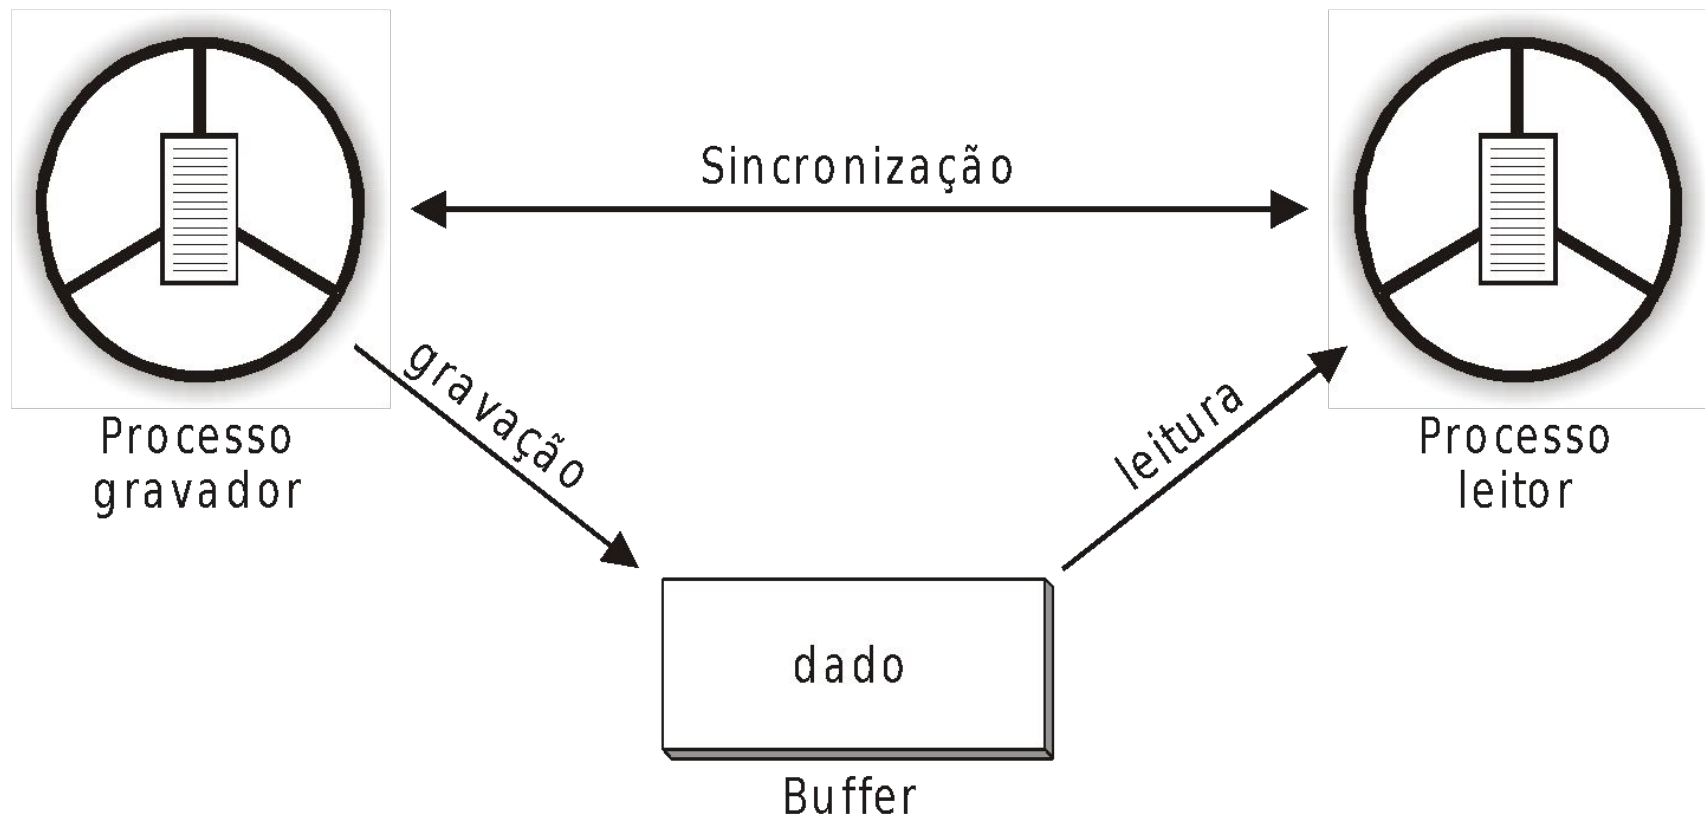 Sincronização
gravação
leitura
Processo
gravador
Processo
leitor
dado
Buffer